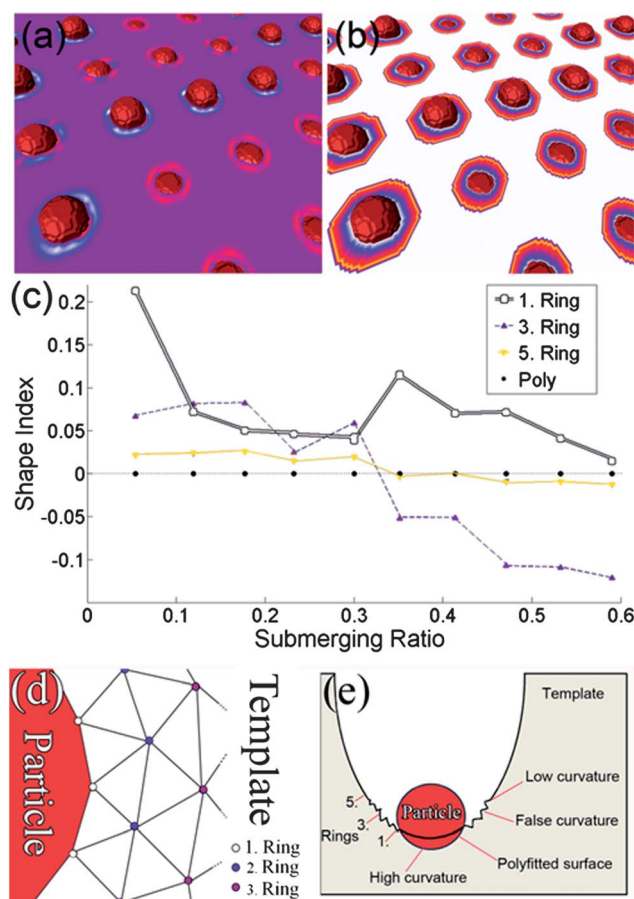 (a)
(b)
(c)
0.2
0.15
0.1
0.05
0
-0.05
-0.1
Shape Index
1. Ring
3. Ring
5. Ring
Poly
0
0.1
0.2
0.3
0.4
0.5
0.6
Submerging Ratio
(d)
Particle
Template
1. Ring
2. Ring
3. Ring
(e)
Template
Low curvature
False curvature
Polyfitted surface
High curvature
Particle
5.
3.
1.
Rings